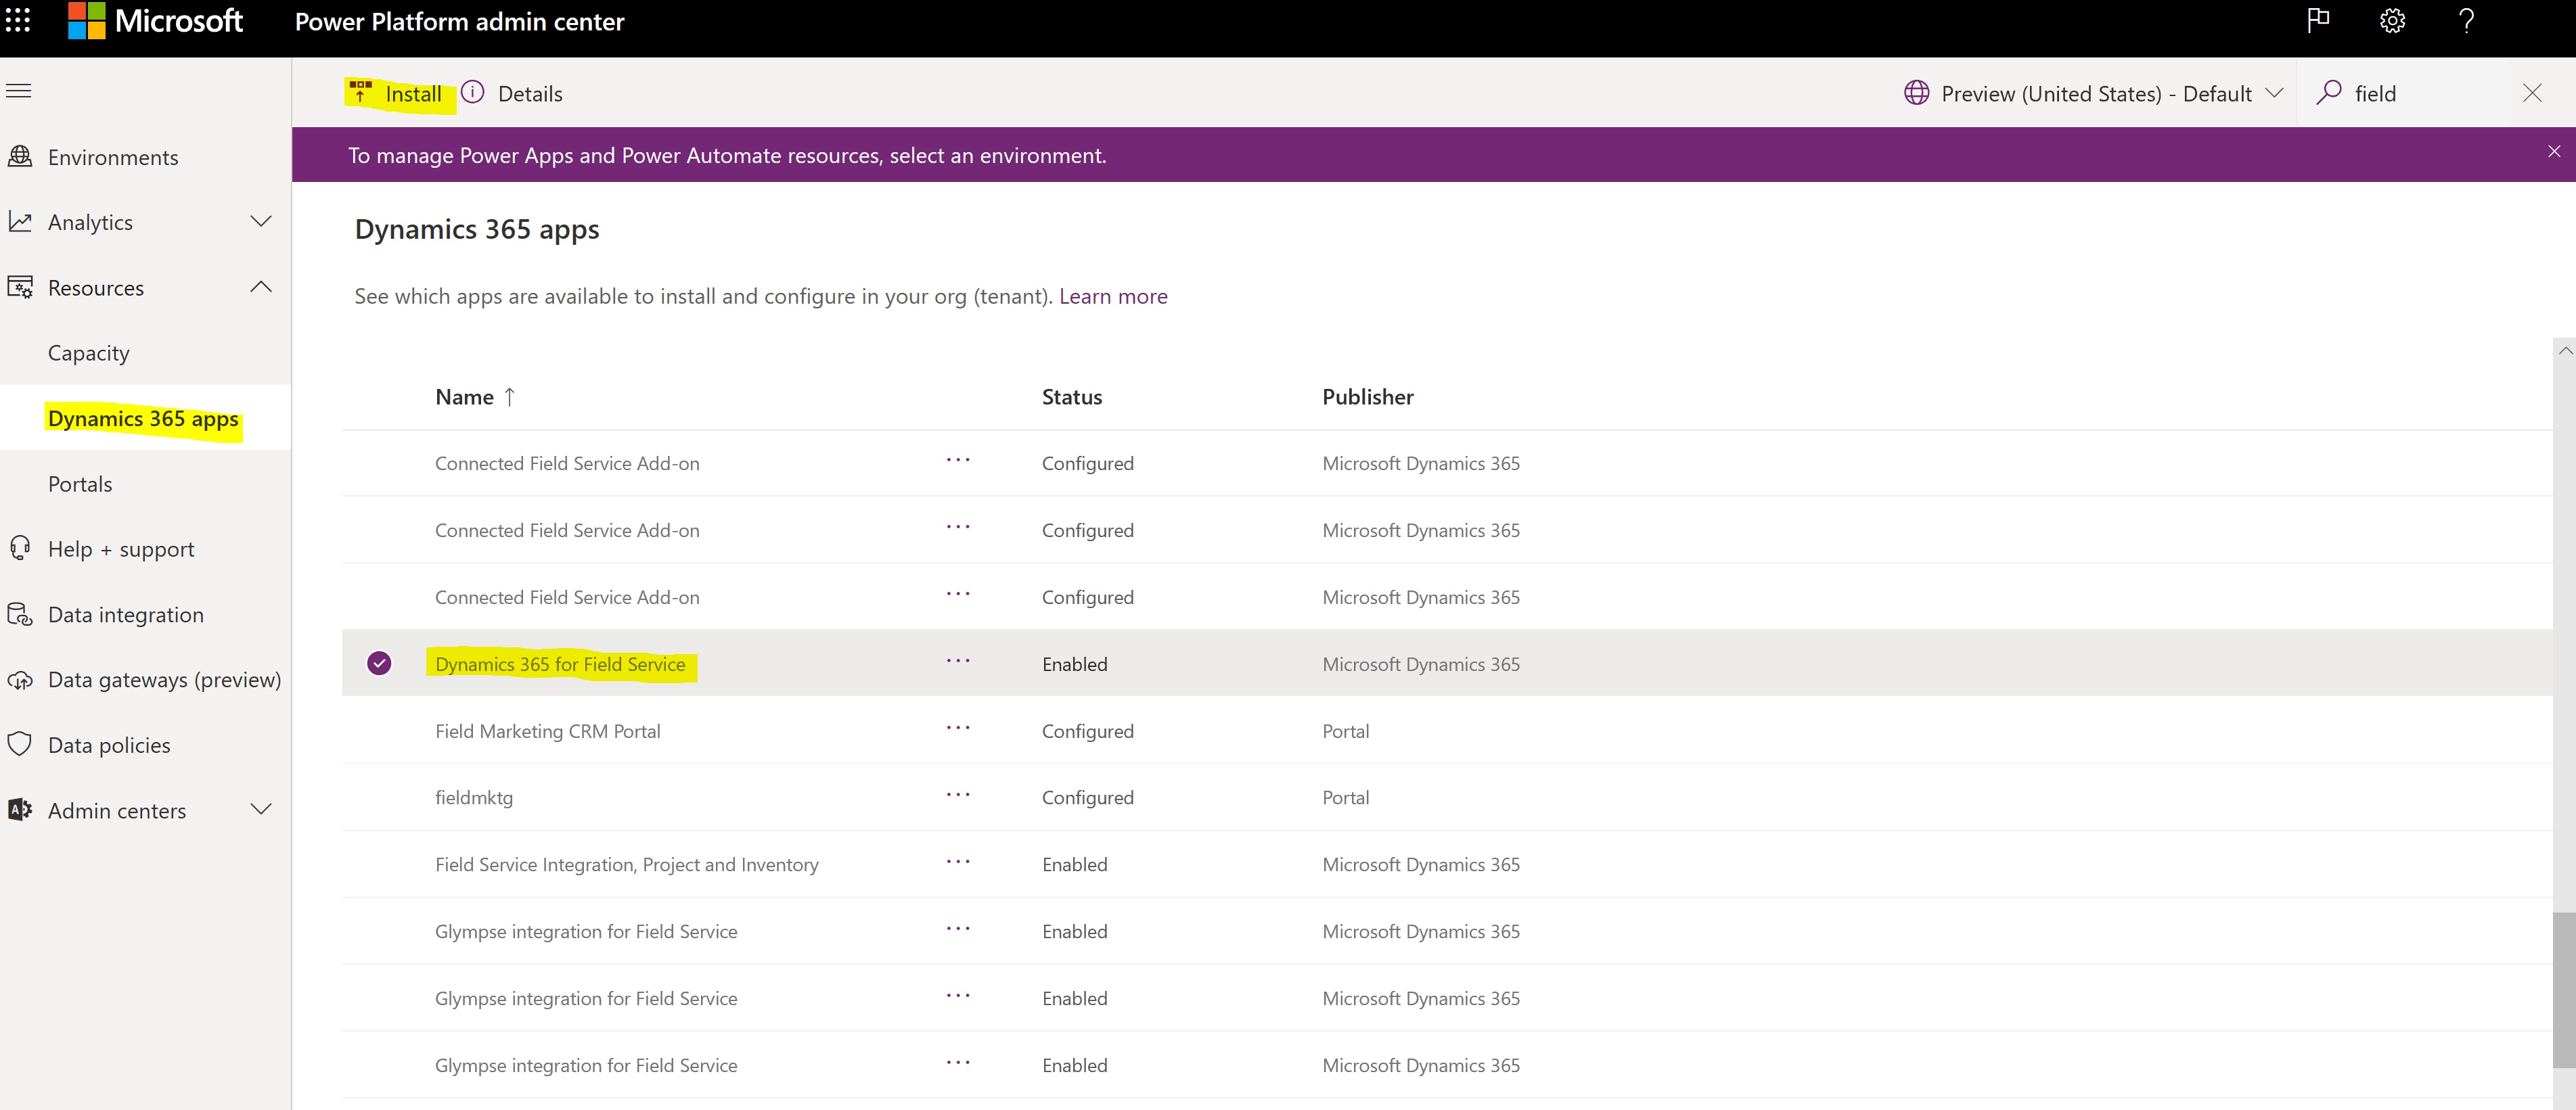 Microsoft Power Platform admin center
Install Details Preview (United States) - Default field
To manage Power Apps and Power Automate resources, select an environment.
Environments
Analytics
Resources
Capacity
Dynamics 365 apps
Portals
Help + support
Data integration
Data gateways (preview)
Data policies
Admin centers
Dynamics 365 apps
See which apps are available to install and configure in your org (tenant). Learn more
Name ↑ Status Publisher
Connected Field Service Add-on ... Configured Microsoft Dynamics 365
Connected Field Service Add-on ... Configured Microsoft Dynamics 365
Connected Field Service Add-on ... Configured Microsoft Dynamics 365
Dynamics 365 for Field Service ... Enabled Microsoft Dynamics 365
Field Marketing CRM Portal ... Configured Portal
fieldmktg ... Configured Portal
Field Service Integration, Project and Inventory ... Enabled Microsoft Dynamics 365
Glympse integration for Field Service ... Enabled Microsoft Dynamics 365
Glympse integration for Field Service ... Enabled Microsoft Dynamics 365
Glympse integration for Field Service ... Enabled Microsoft Dynamics 365